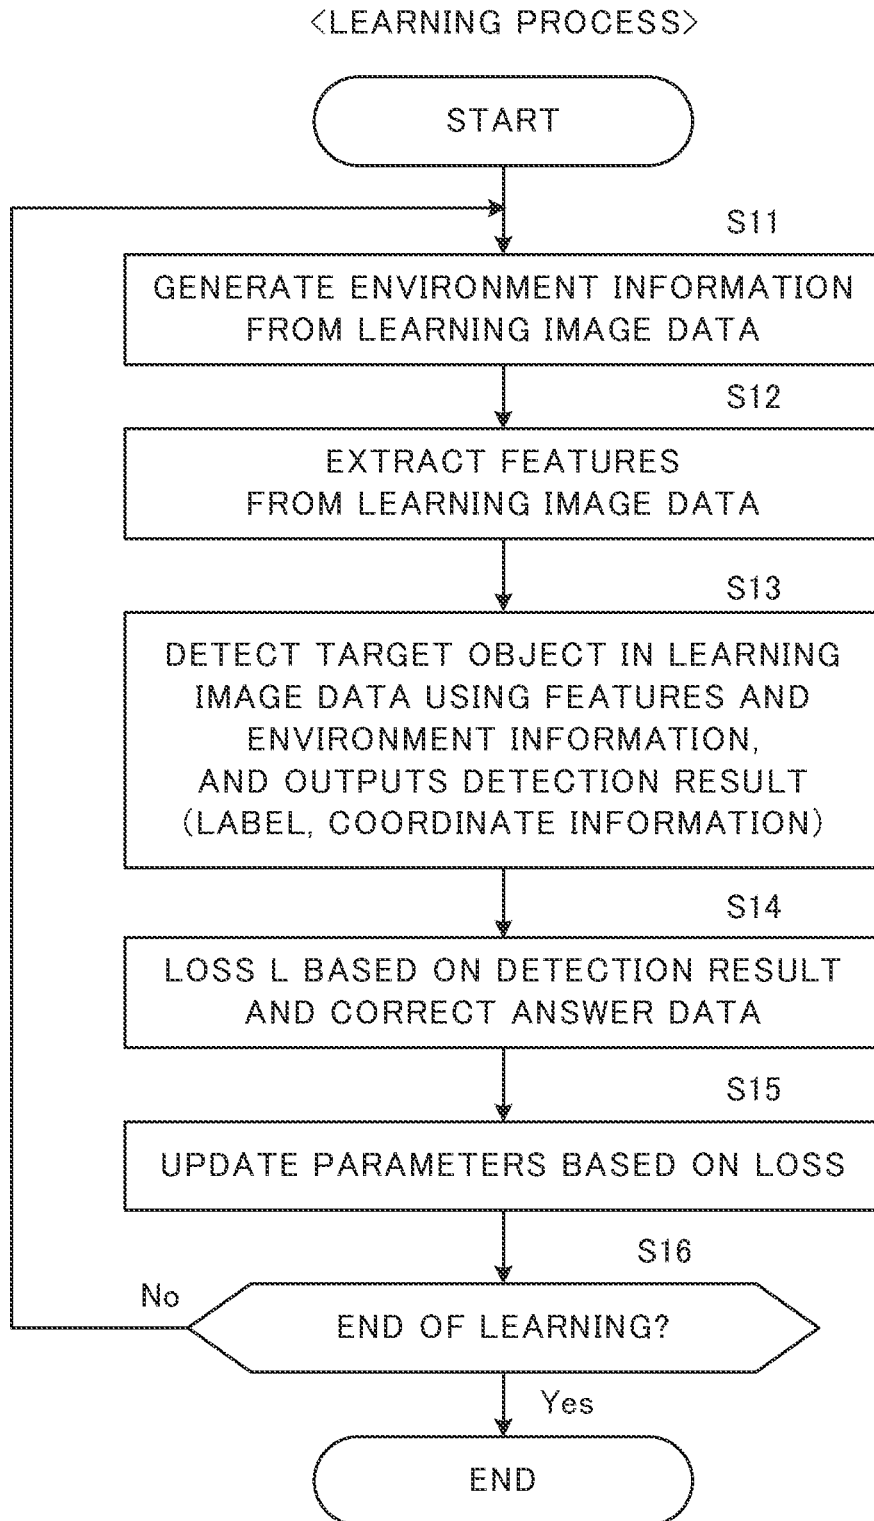 <LEARNING PROCESS>
START
S11
GENERATE ENVIRONMENT INFORMATION
FROM LEARNING IMAGE DATA
S12
EXTRACT FEATURES
FROM LEARNING IMAGE DATA
S13
DETECT TARGET OBJECT IN LEARNING
IMAGE DATA USING FEATURES AND
ENVIRONMENT INFORMATION,
AND OUTPUTS DETECTION RESULT
(LABEL, COORDINATE INFORMATION)
S14
LOSS L BASED ON DETECTION RESULT
AND CORRECT ANSWER DATA
S15
UPDATE PARAMETERS BASED ON LOSS
S16
No
END OF LEARNING?
Yes
END